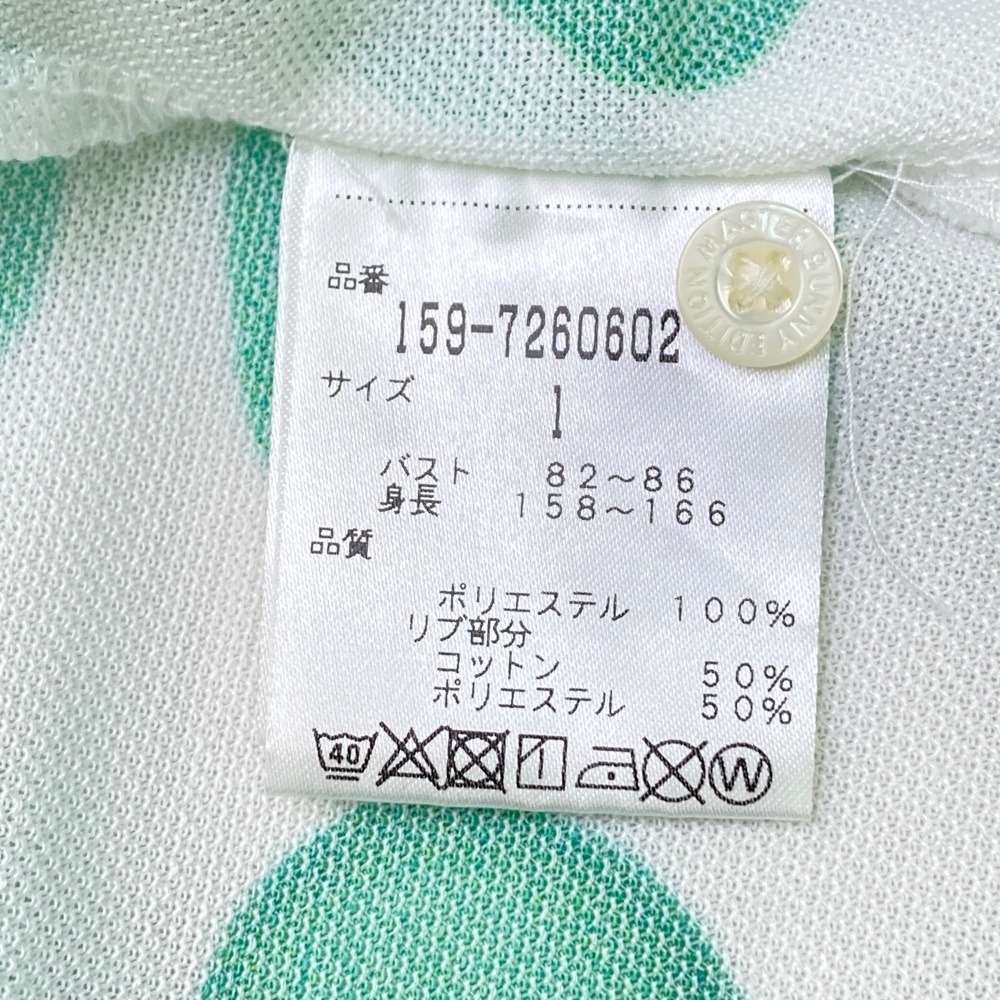 品番
159-7260602
MASTER BUNNY EDITION
サイズ
1
バスト 82～86
身長 158～166
品質
ポリエステル 100%
リブ部分
コットン 50%
ポリエステル 50%
40
W